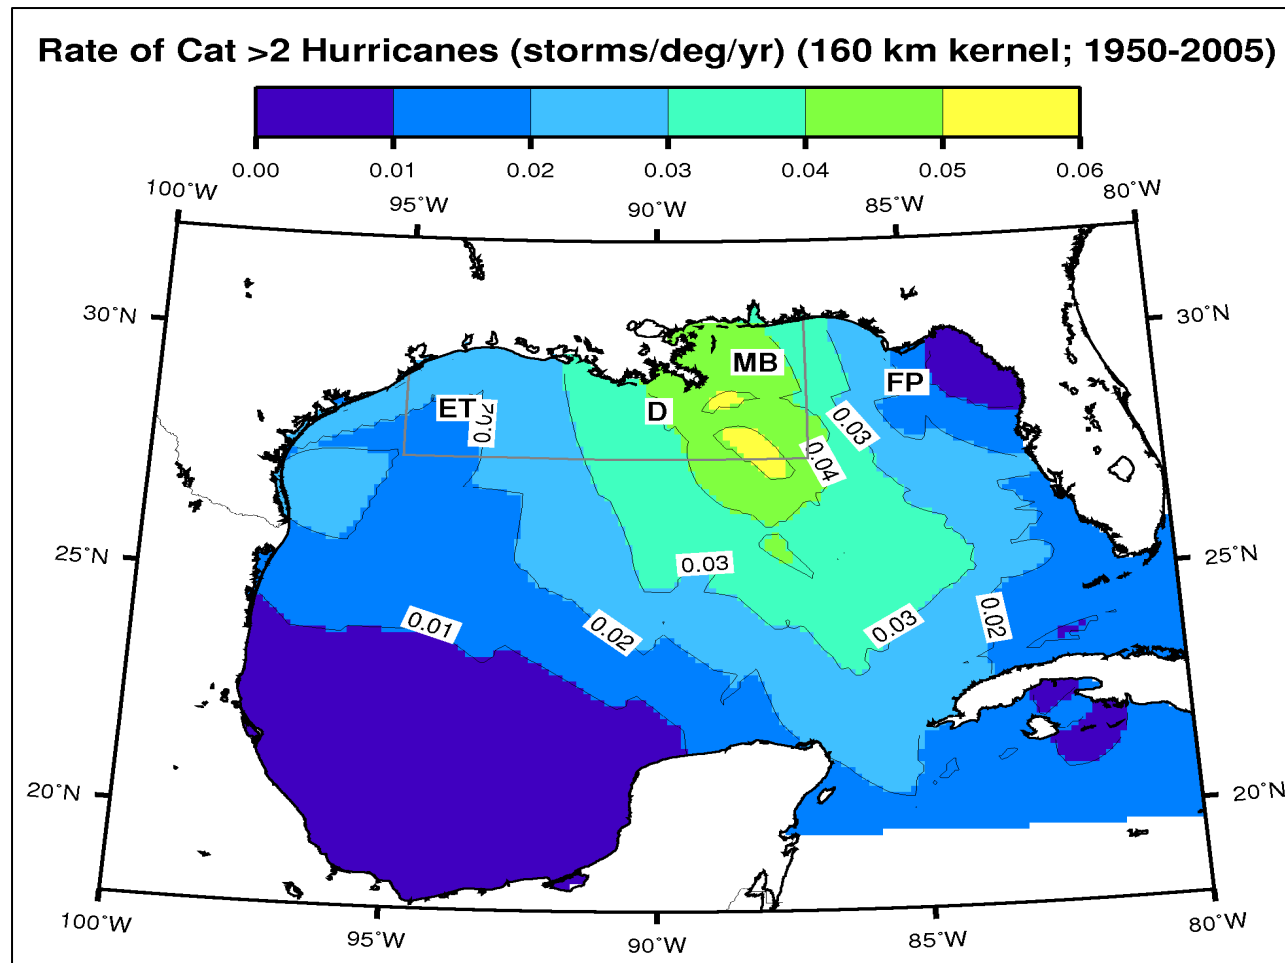 Rate of Cat >2 Hurricanes (storms/deg/yr) (160 km kernel; 1950-2005)
0.00 0.01 0.02 0.03 0.04 0.05 0.06
100˚W 95˚W 90˚W 85˚W 80˚W
30˚N 30˚N
MB
FP
ET D
0.02 0.03
0.04
25˚N 25˚N
0.03
0.01 0.02 0.03 0.02
20˚N 20˚N
100˚W 95˚W 90˚W 85˚W 80˚W